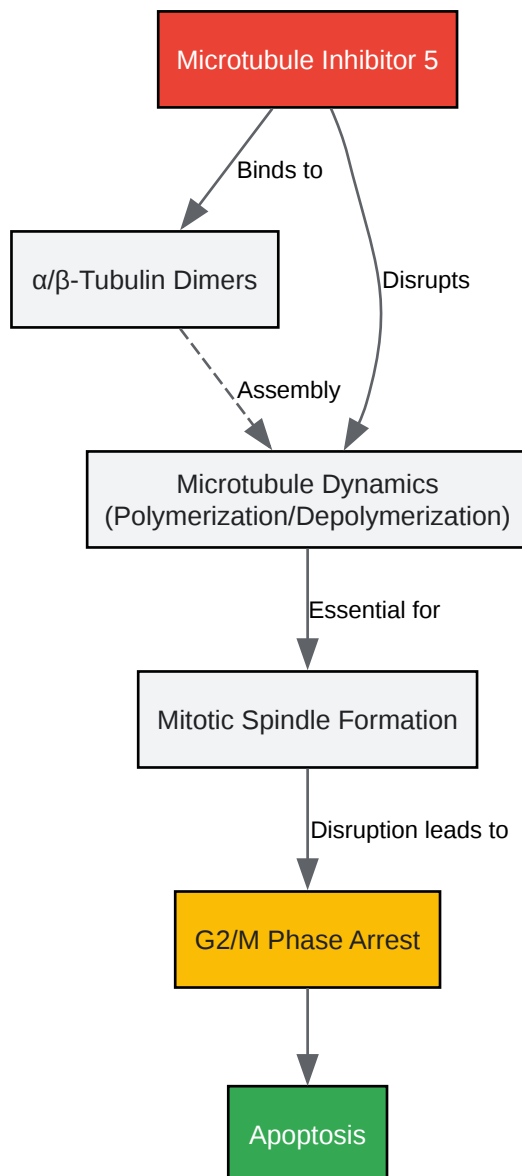 Microtubule Inhibitor 5
Binds to
α/β-Tubulin Dimers
Disrupts
Assembly
Microtubule Dynamics
(Polymerization/Depolymerization)
Essential for
Mitotic Spindle Formation
Disruption leads to
G2/M Phase Arrest
Apoptosis